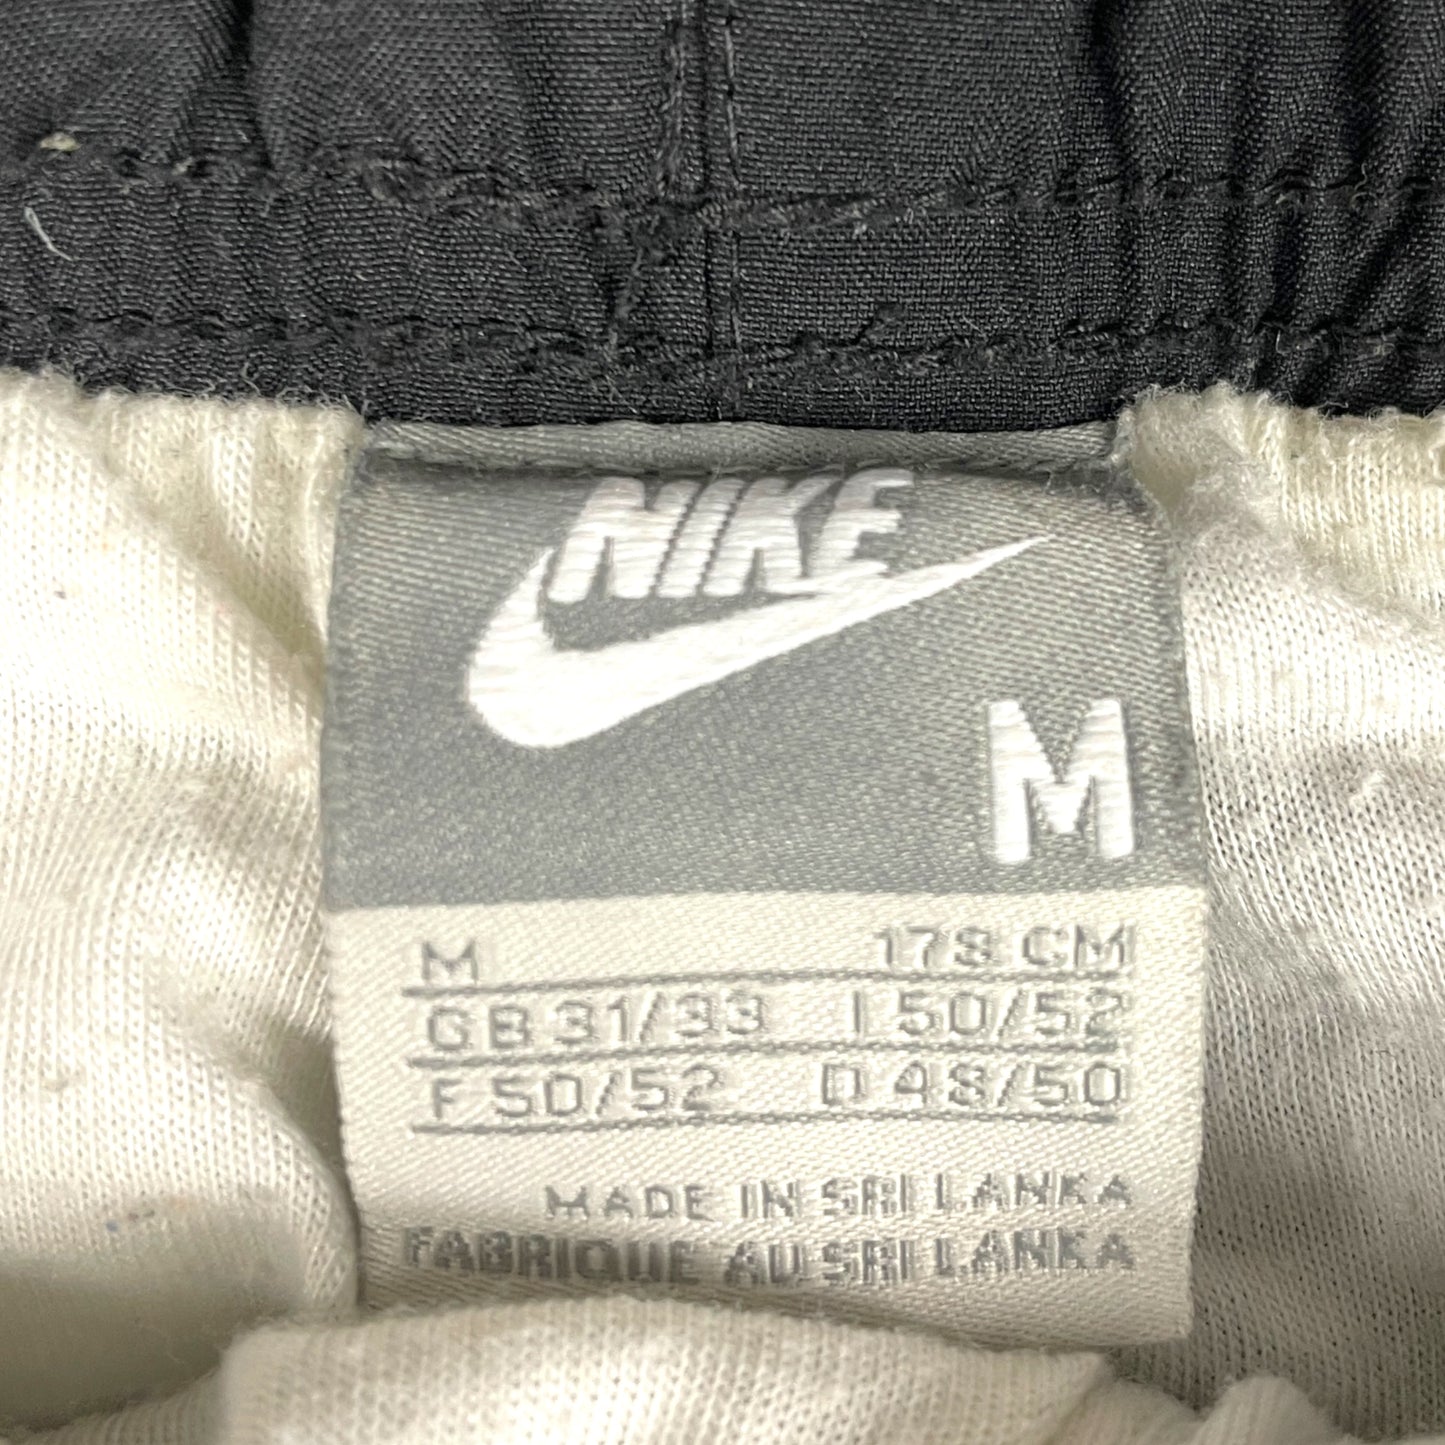 NIKE
M
M 178 CM
GB 31/33 I 50/52
F 50/52 D 48/50
MADE IN SRI LANKA
FABRIQUE AU SRI LANKA